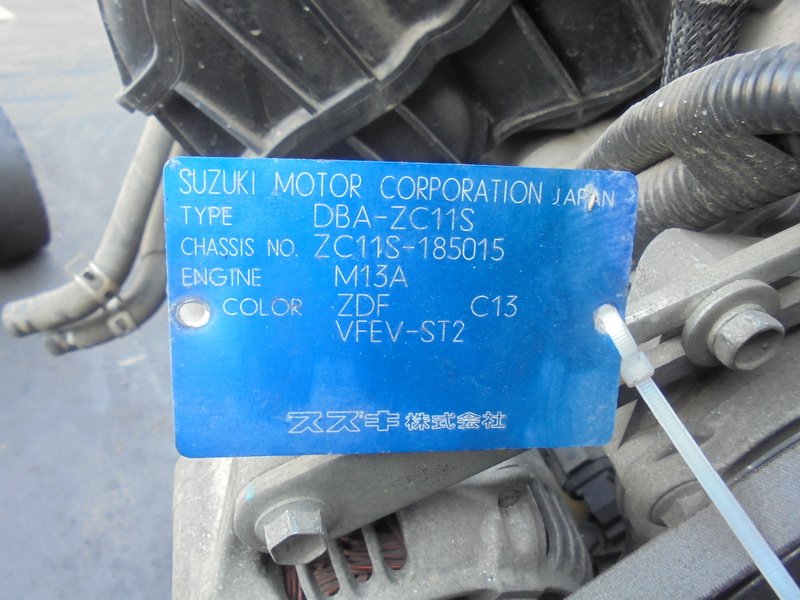 SUZUKI MOTOR CORPORATION JAPAN
TYPE DBA-ZC11S
CHASSIS NO. ZC11S-185015
ENGINE M13A
COLOR ZDF C13
VFEV-ST2
スズキ株式会社